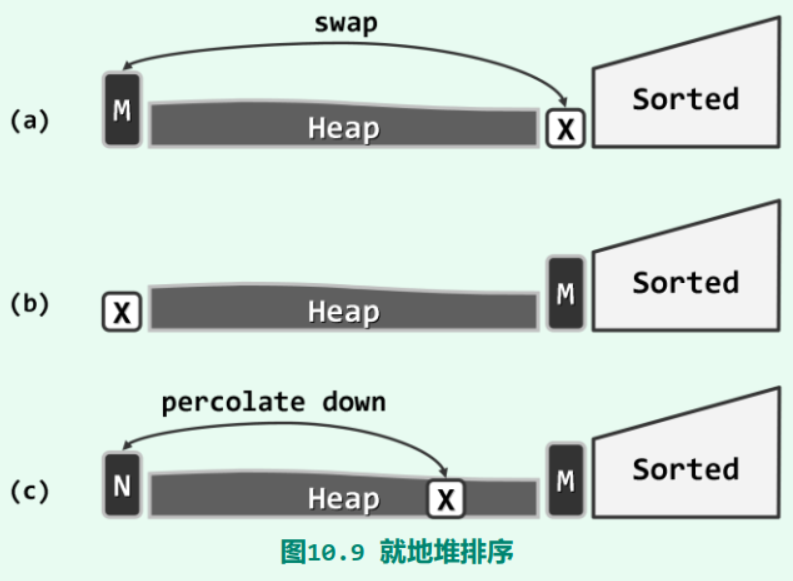 swap
(a) M Heap X Sorted
(b) X Heap M Sorted
percolate down
(c) N Heap X M Sorted
图10.9 就地堆排序